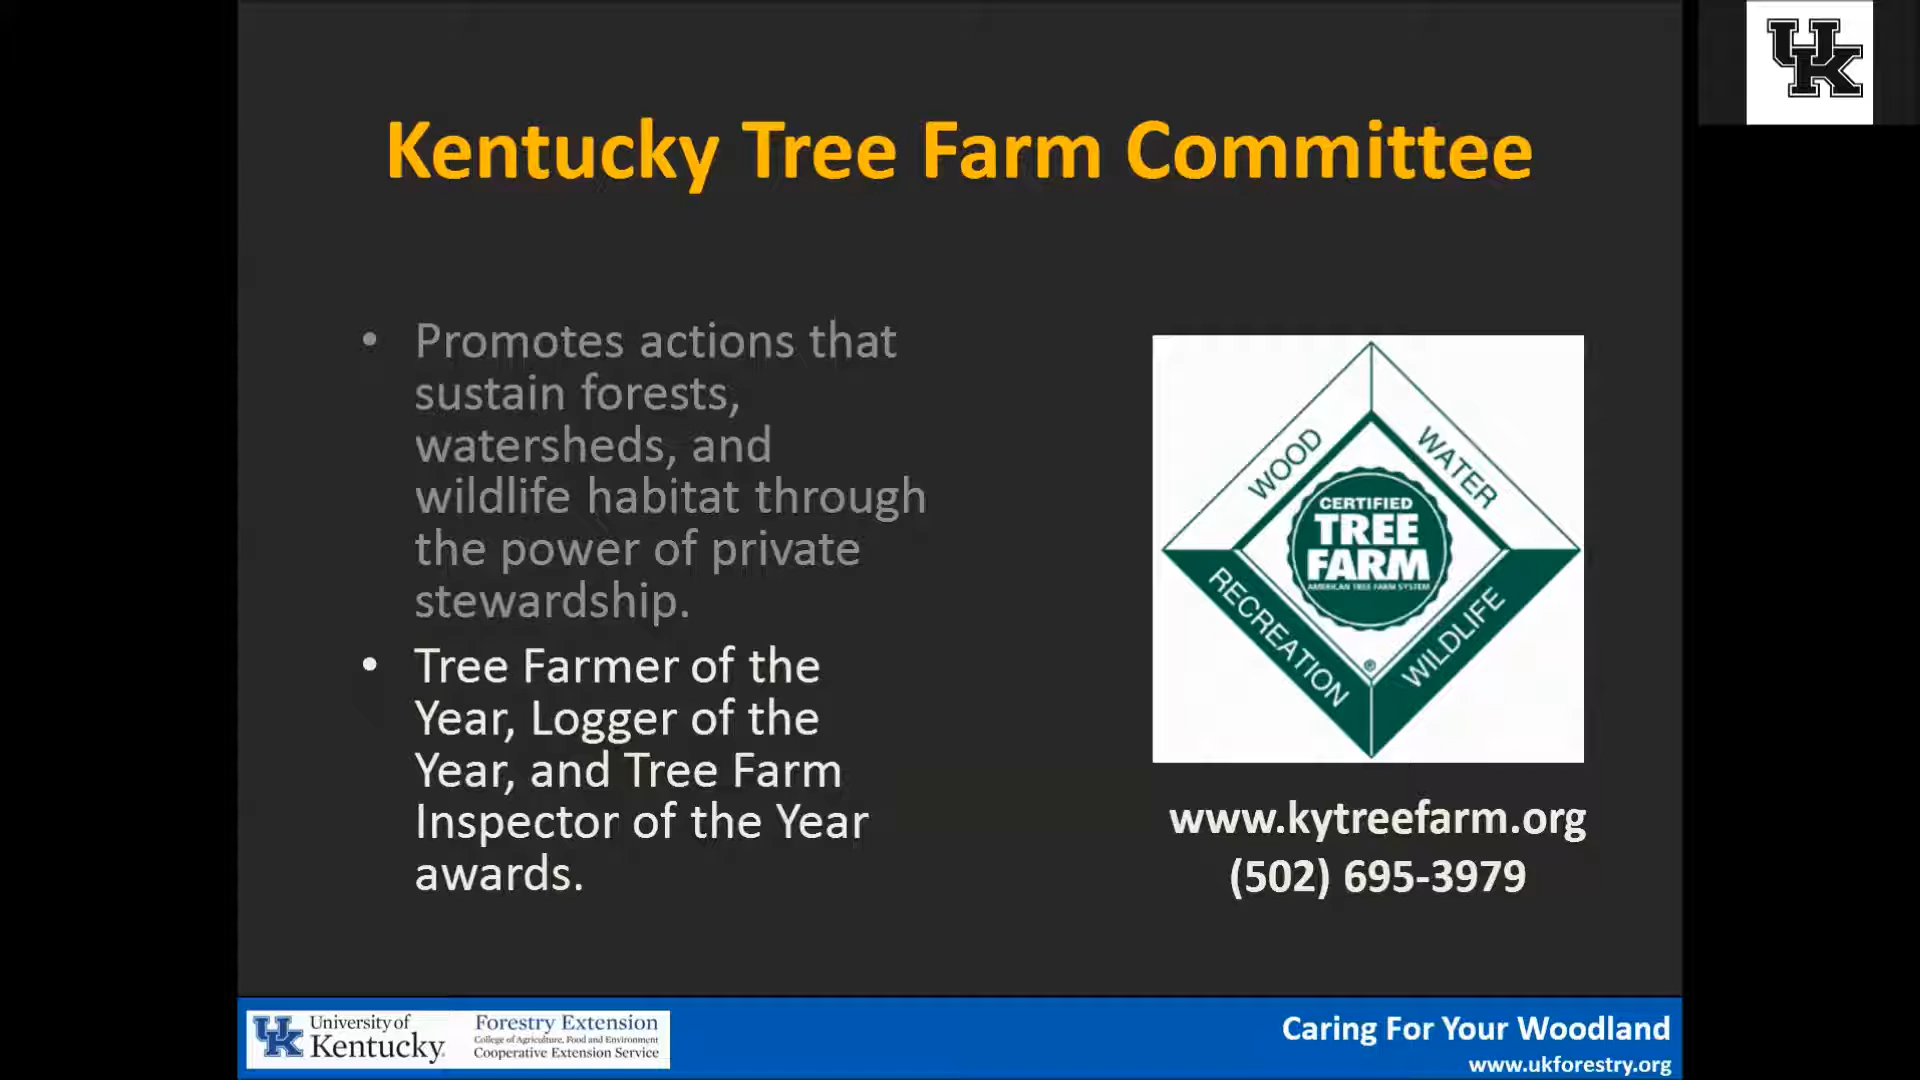 UK
Kentucky Tree Farm Committee
• Promotes actions that
sustain forests,
watersheds, and
wildlife habitat through
the power of private
stewardship.
• Tree Farmer of the
Year, Logger of the
Year, and Tree Farm
Inspector of the Year
awards.
WOOD
WATER
CERTIFIED
TREE
FARM
AMERICAN TREE FARM SYSTEM
RECREATION
WILDLIFE
®
www.kytreefarm.org
(502) 695-3979
UK
University of
Kentucky.
Forestry Extension
College of Agriculture, Food and Environment
Cooperative Extension Service
Caring For Your Woodland
www.ukforestry.org